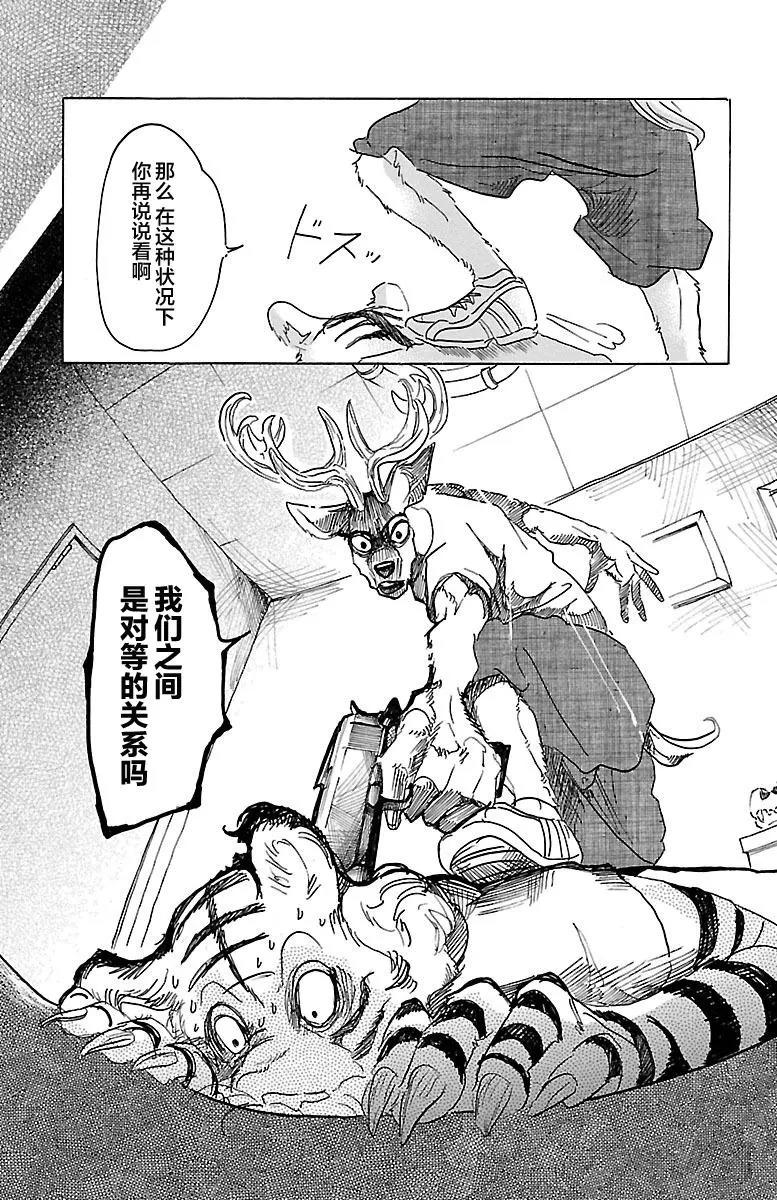 那么 在这种状况下
你再说说看啊
ドズッ
我们之间
是对等的关系吗